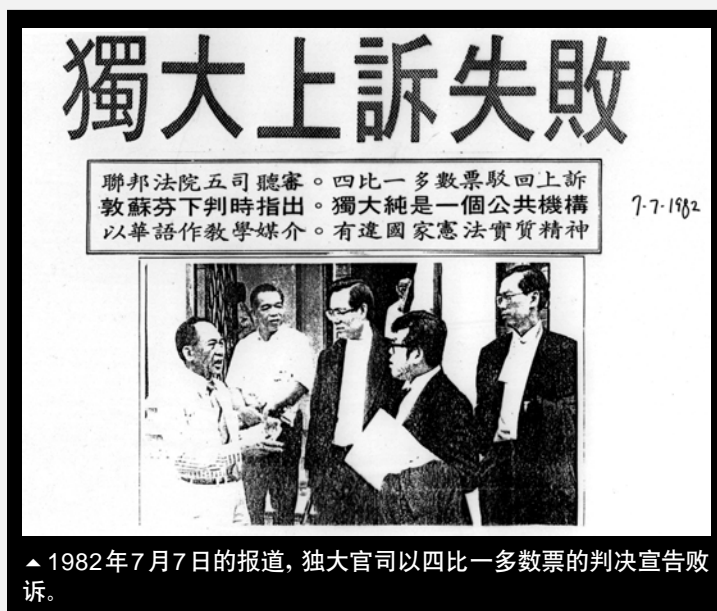 獨大上訴失敗
聯邦法院五司聽審。四比一多數票駁回上訴
敦蘇芬下判時指出。獨大純是一個公共機構
以華語作教學媒介。有違國家憲法實質精神
7-7-1982
▲1982年7月7日的报道，独大官司以四比一多数票的判决宣告败
诉。